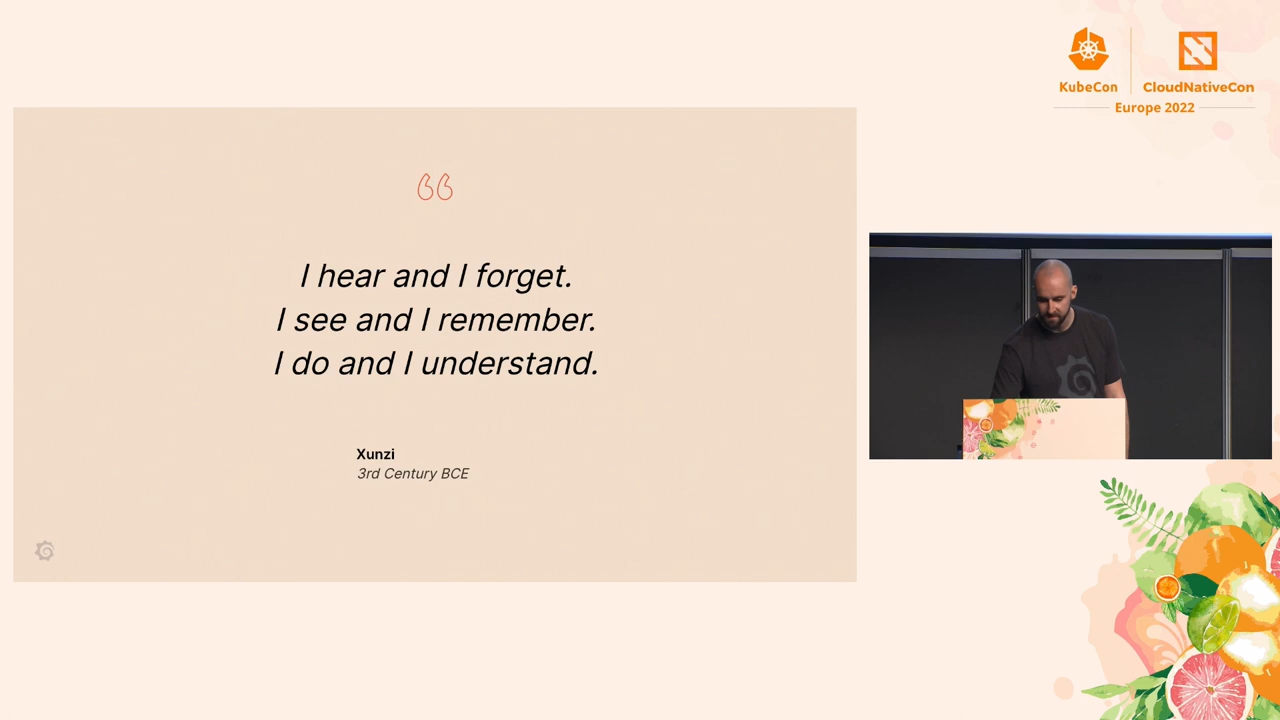 KubeCon
CloudNativeCon
Europe 2022
“
I hear and I forget.
I see and I remember.
I do and I understand.
Xunzi
3rd Century BCE